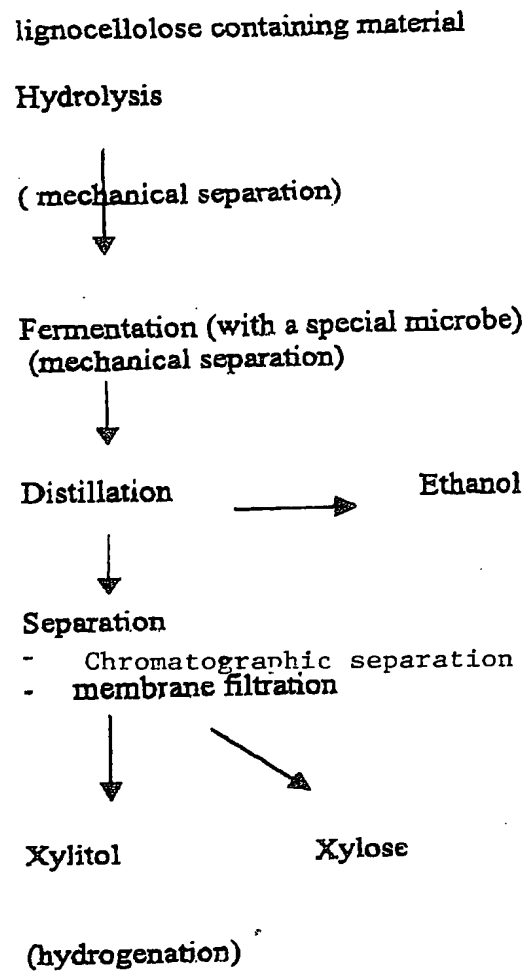 lignocellolose containing material
Hydrolysis
( mechanical separation)
Fermentation (with a special microbe)
(mechanical separation)
Distillation
Ethanol
Separation
- Chromatographic separation
- membrane filtration
Xylitol
Xylose
(hydrogenation)